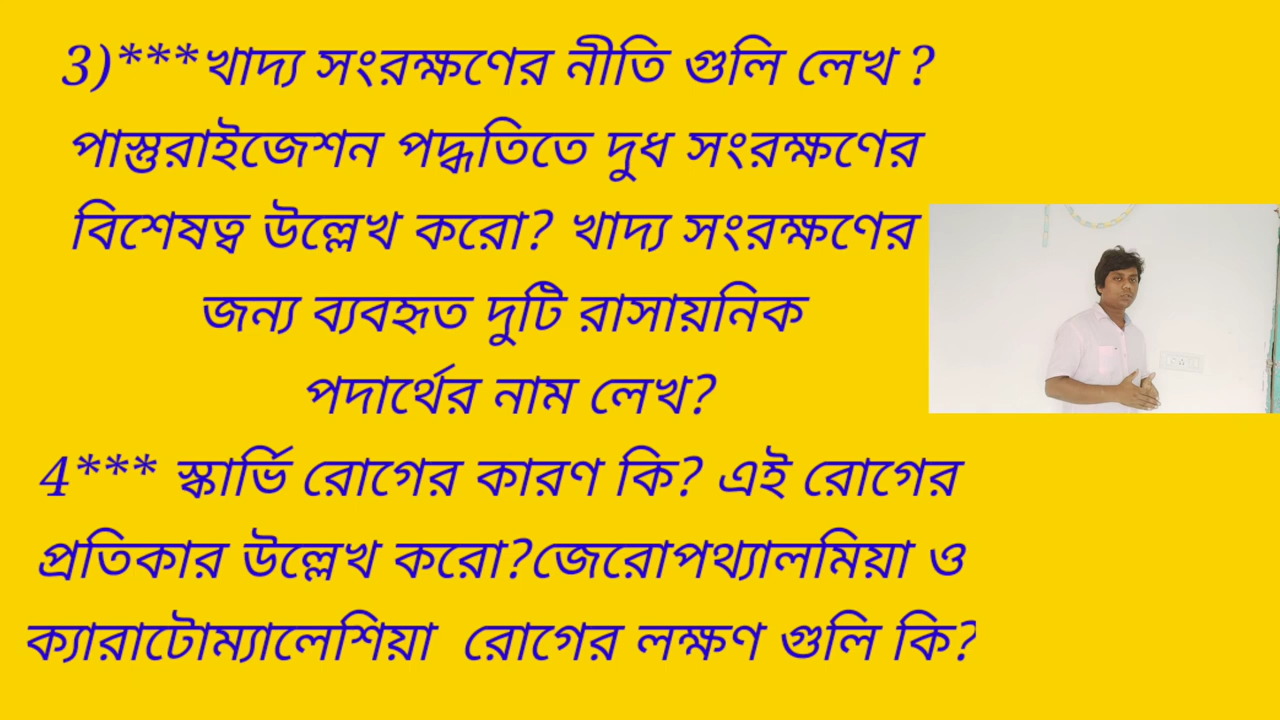 3)***খাদ্য সংরক্ষণের নীতি গুলি লেখ ?
পাস্তুরাইজেশন পদ্ধতিতে দুধ সংরক্ষণের
বিশেষত্ব উল্লেখ করো? খাদ্য সংরক্ষণের
জন্য ব্যবহৃত দুটি রাসায়নিক
পদার্থের নাম লেখ?
4*** স্কার্ভি রোগের কারণ কি? এই রোগের
প্রতিকার উল্লেখ করো?জেরোপথ্যালমিয়া ও
ক্যারাটোম্যালেশিয়া রোগের লক্ষণ গুলি কি?